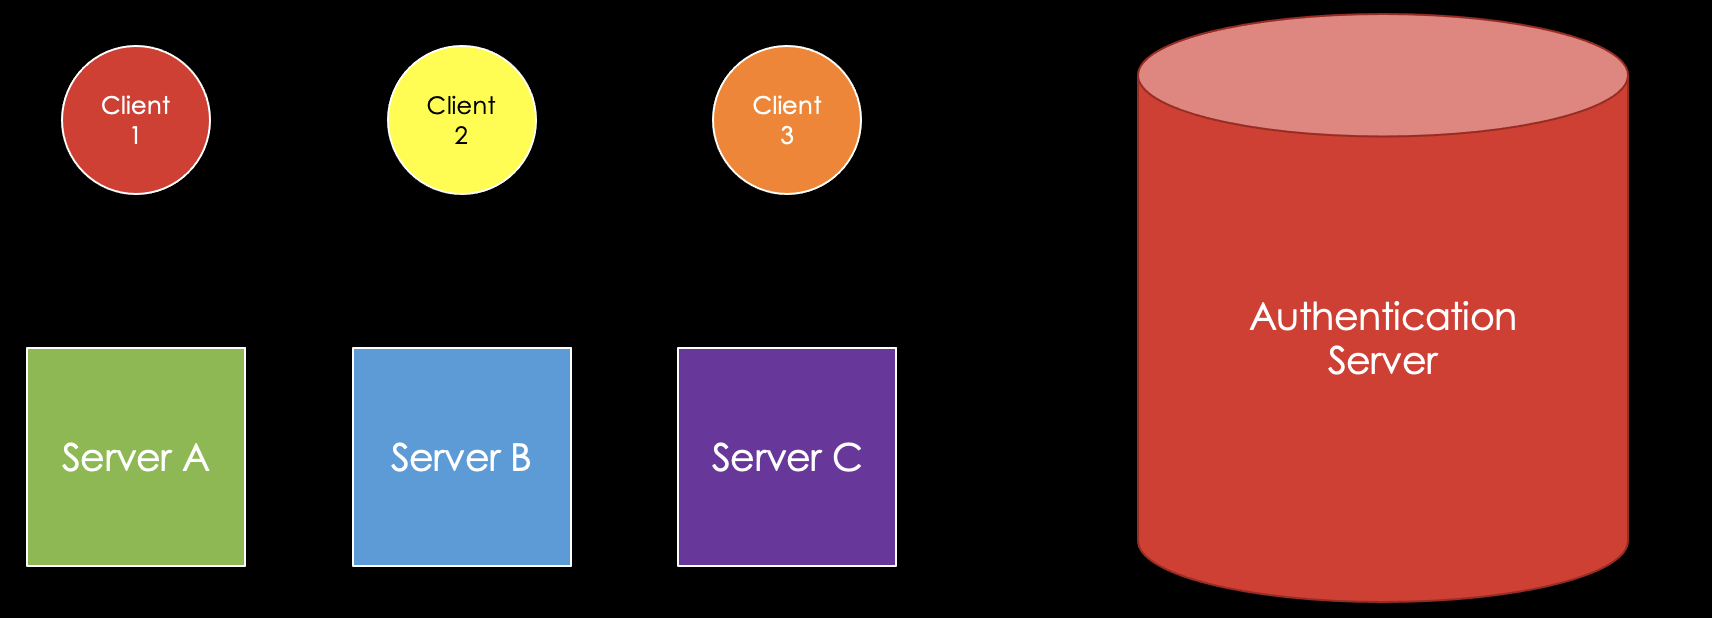 Client
1
Client
2
Client
3
Authentication
Server
Server A
Server B
Server C